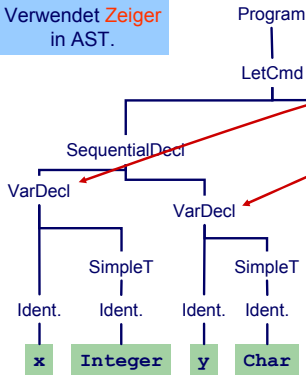 Verwendet Zeiger
in AST.
Program
LetCmd
SequentialDecl
VarDecl
VarDecl
SimpleT
SimpleT
Ident.
Ident.
Ident.
Ident.
x
Integer
y
Char